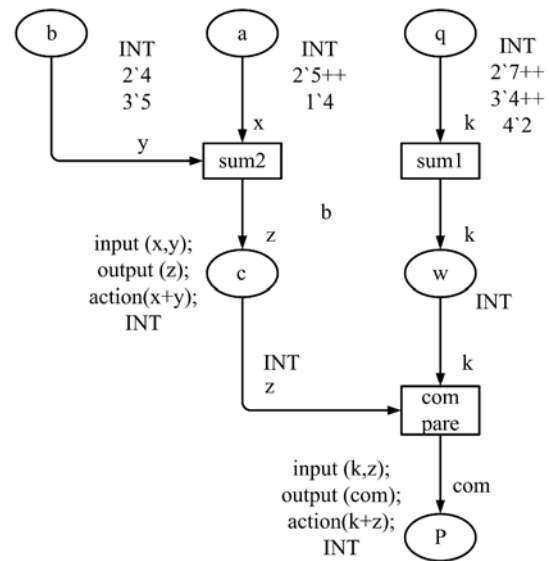 b
a
q
INT
2`4
3`5
INT
2`5++
1`4
INT
2`7++
3`4++
4`2
y
x
k
sum2
sum1
b
z
k
input (x,y);
output (z);
action(x+y);
INT
c
w
INT
INT
z
k
com
pare
input (k,z);
output (com);
action(k+z);
INT
com
P